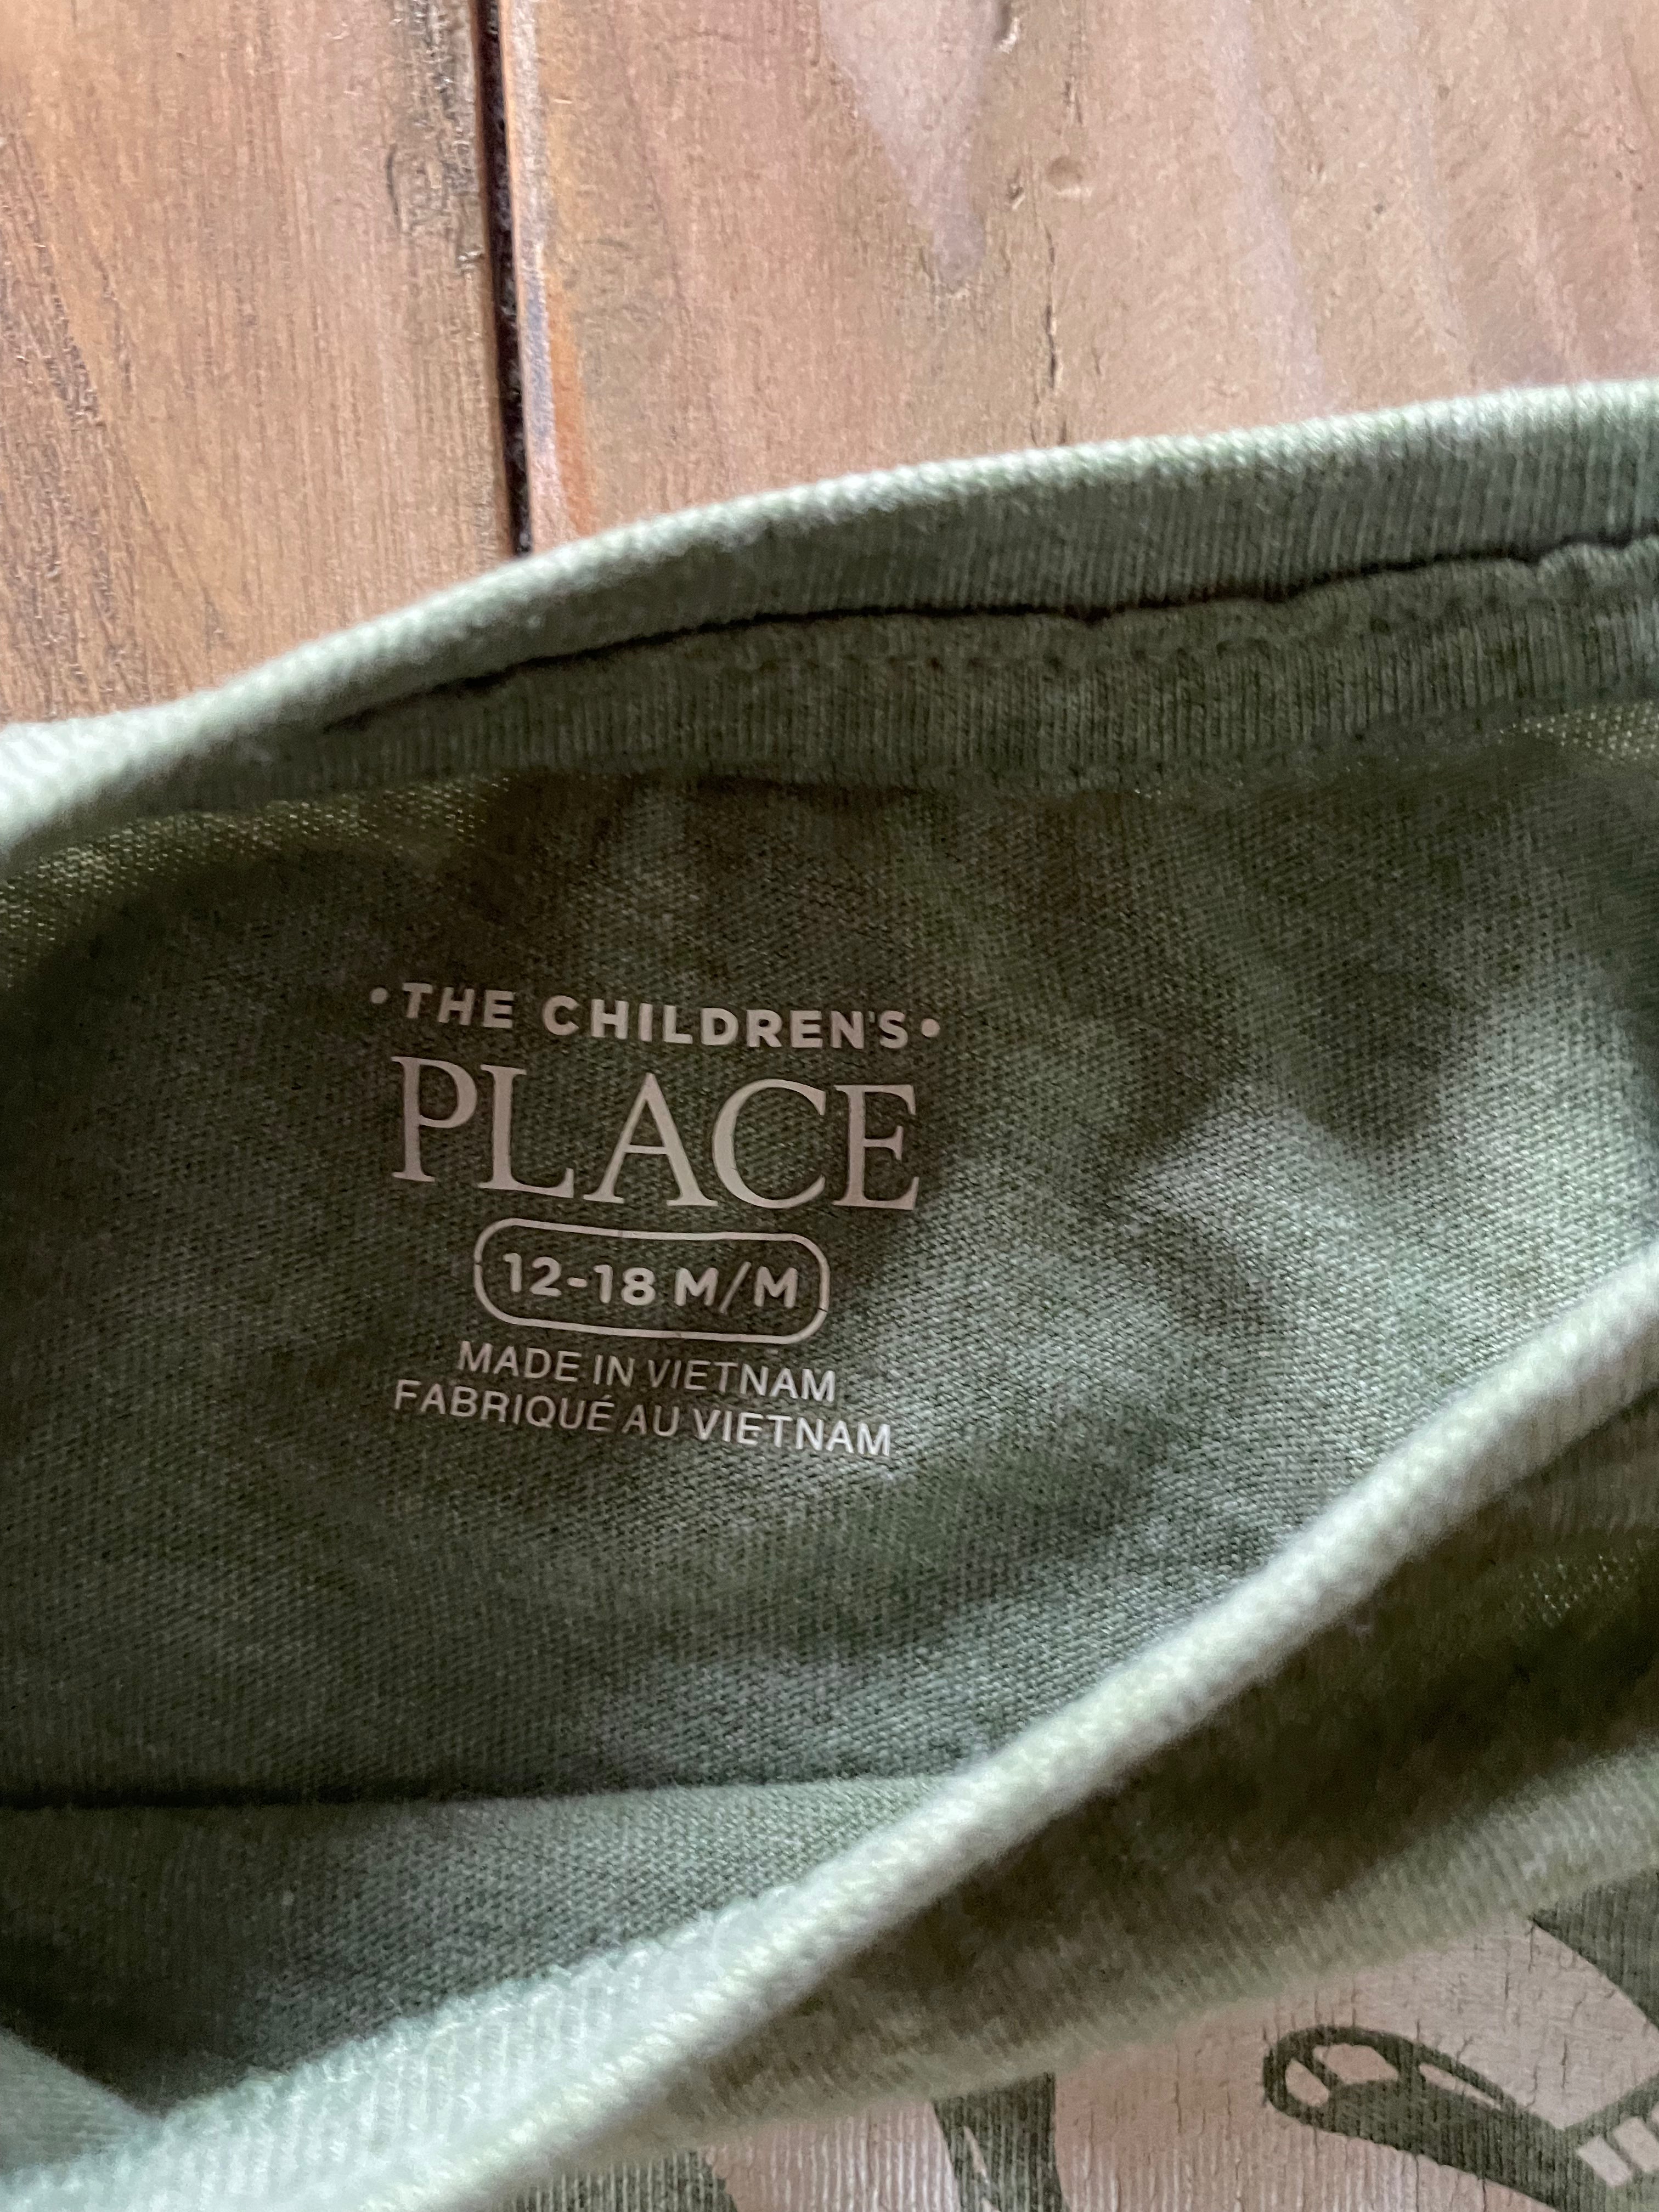 • THE CHILDREN'S •
PLACE
12-18 M/M
MADE IN VIETNAM
FABRIQUÉ AU VIETNAM